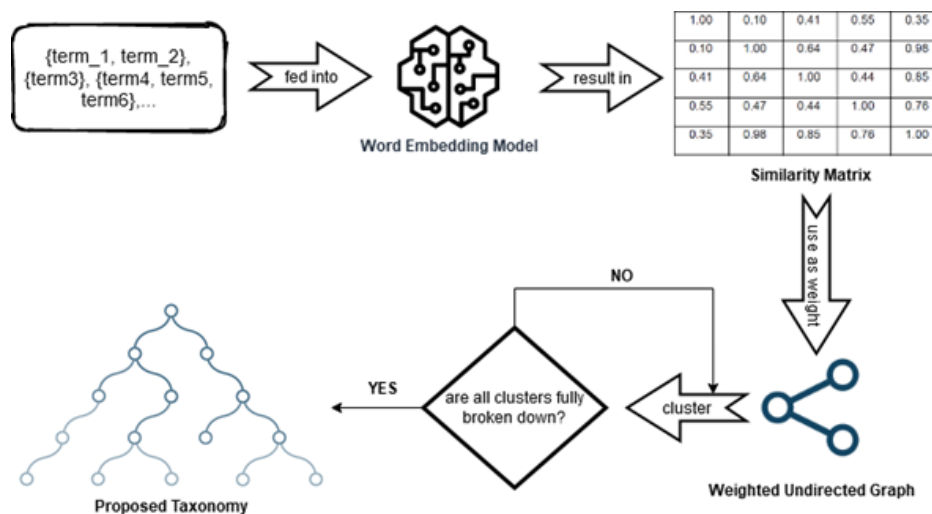 {term_1, term_2},
{term3}, {term4, term5,
term6},...
fed into
Word Embedding Model
result in
1.00 0.10 0.41 0.55 0.35
0.10 1.00 0.64 0.47 0.98
0.41 0.64 1.00 0.44 0.85
0.55 0.47 0.44 1.00 0.76
0.35 0.98 0.85 0.76 1.00
Similarity Matrix
use as weight
Weighted Undirected Graph
cluster
NO
are all clusters fully
broken down?
YES
Proposed Taxonomy